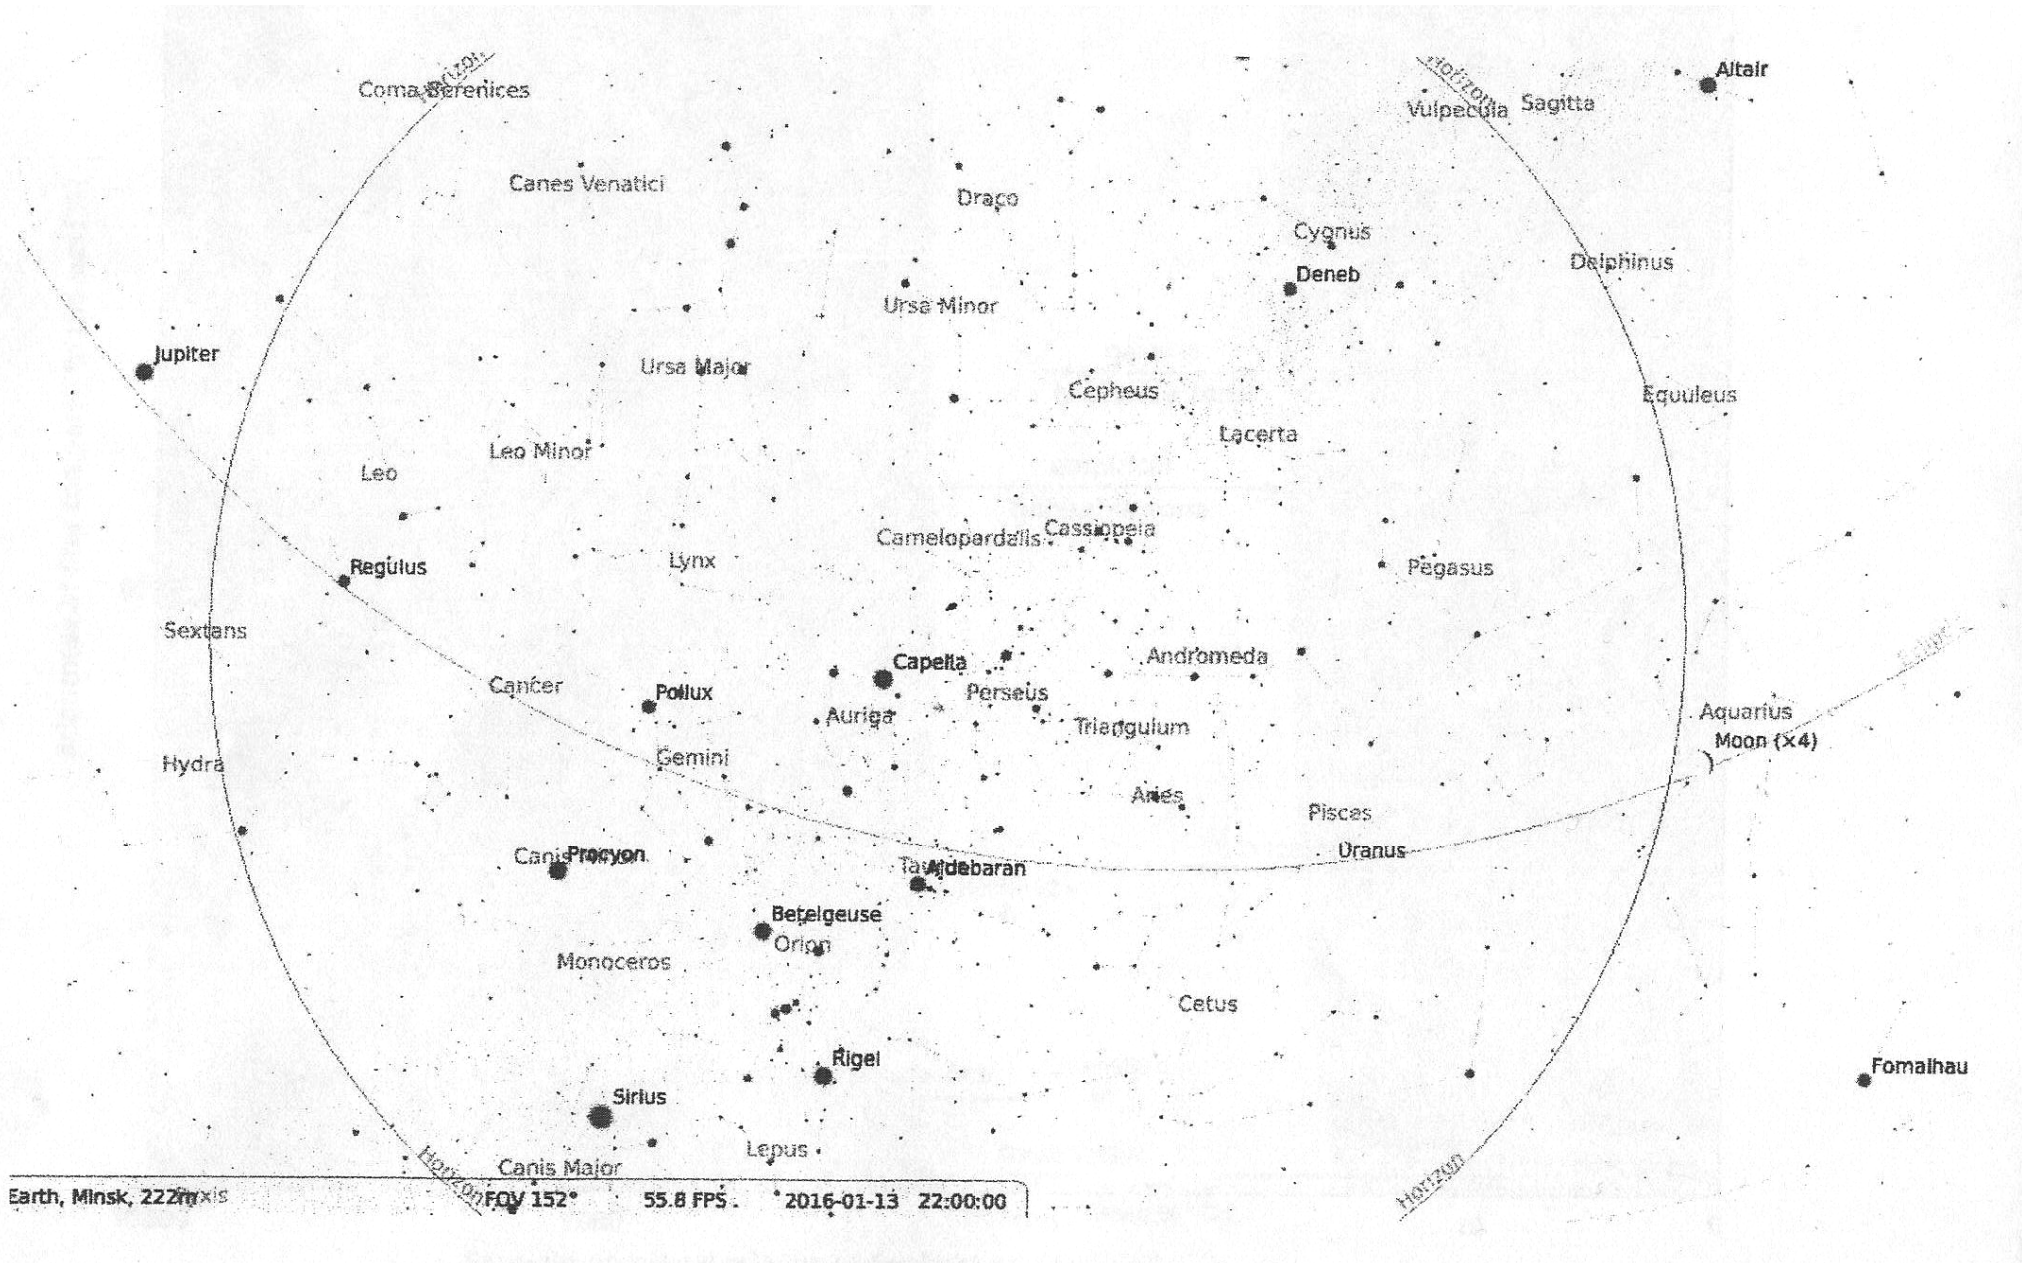 Horizon
Horizon
Altair
Coma Berenices
Vulpecula
Sagitta
Canes Venatici
Draco
Cygnus
Deneb
Delphinus
Ursa Minor
Jupiter
Ursa Major
Cepheus
Equuleus
Lacerta
Leo Minor
Leo
Camelopardalis
Cassiopeia
Lynx
Regulus
Pegasus
Sextans
Capella
Andromeda
Cancer
Pollux
Perseus
Auriga
Triangulum
Aquarius
Moon (×4)
Gemini
Hydra
Aries
Pisces
Uranus
Procyon
Aldebaran
Betelgeuse
Orion
Monoceros
Cetus
Rigel
Fomalhau
Sirius
Lepus
Canis Major
Horizon
Horizon
Earth, Minsk, 222m
FOV 152°
55.8 FPS
2016-01-13
22:00:00